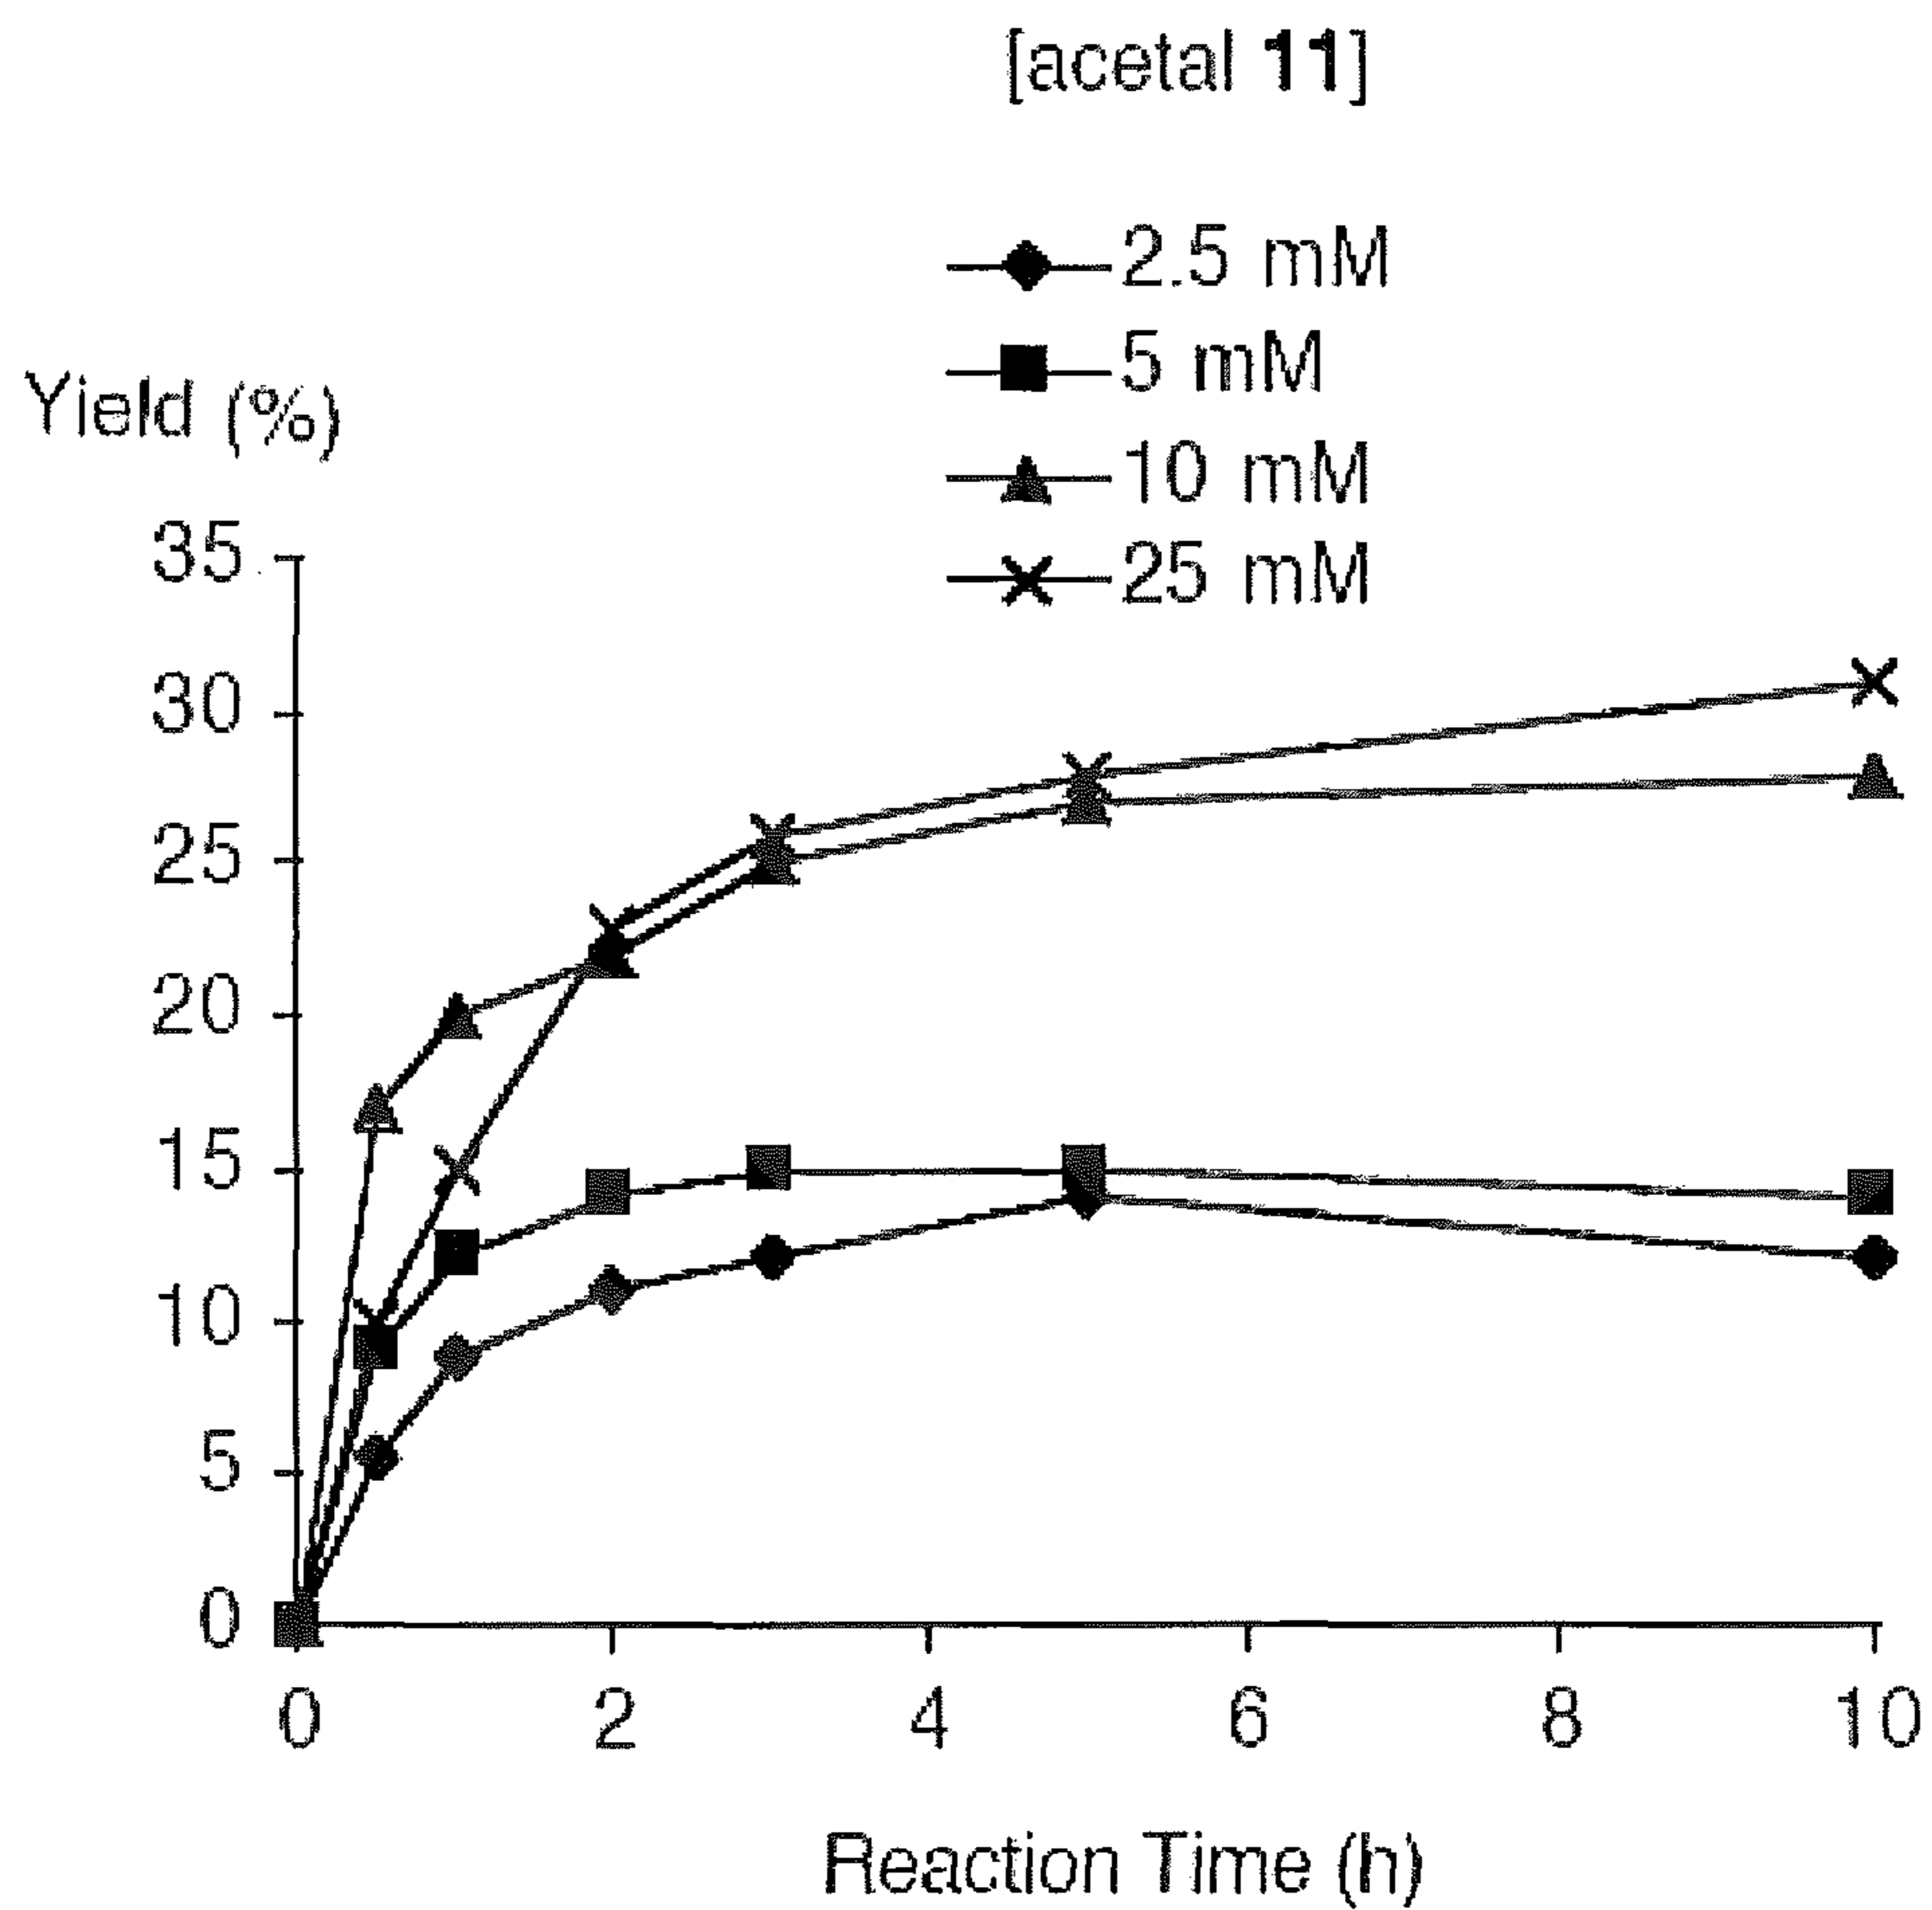 [acetal 11]
2.5 mM
5 mM
10 mM
25 mM
Yield (%)
35
30
25
20
15
10
5
0
0 2 4 6 8 10
Reaction Time (h)